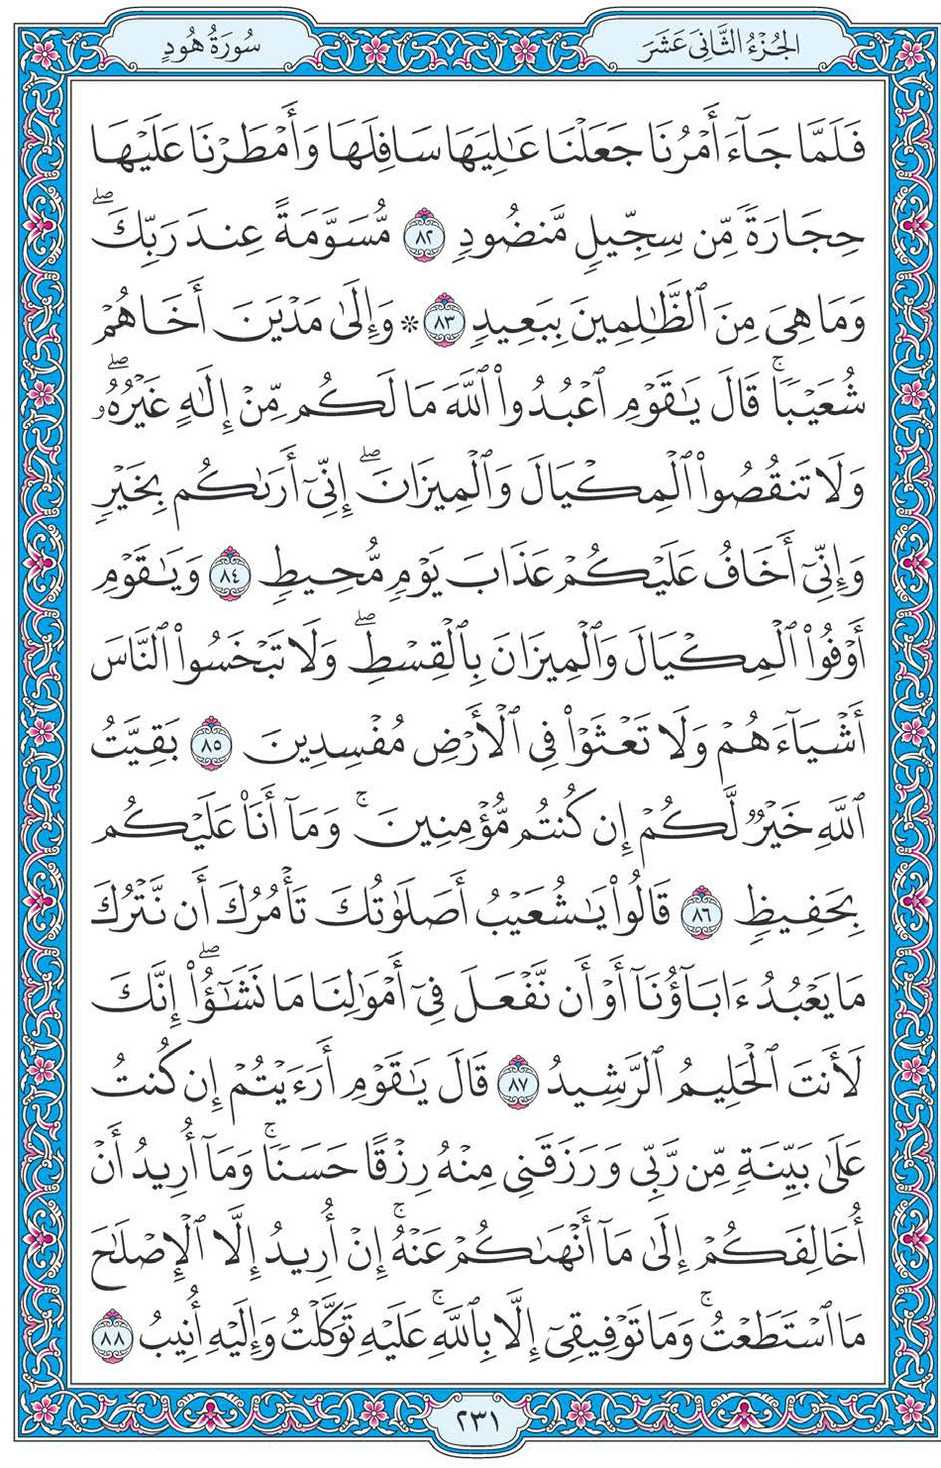 الجُزْءُ الثَّانِي عَشَرَ
سُورَةُ هُودٍ
فَلَمَّا جَآءَ أَمْرُنَا جَعَلْنَا عَـٰلِيَهَا سَافِلَهَا وَأَمْطَرْنَا عَلَيْهَا
حِجَارَةً مِّن سِجِّيلٍ مَّنضُودٍ ٨٢ مُّسَوَّمَةً عِندَ رَبِّكَۖ
وَمَا هِىَ مِنَ ٱلظَّـٰلِمِينَ بِبَعِيدٍ ٨٣ * وَإِلَىٰ مَدْيَنَ أَخَاهُمْ
شُعَيْبًاۚ قَالَ يَـٰقَوْمِ ٱعْبُدُوا۟ ٱللَّهَ مَا لَكُم مِّنْ إِلَـٰهٍ غَيْرُهُۥۖ
وَلَا تَنقُصُوا۟ ٱلْمِكْيَالَ وَٱلْمِيزَانَۖ إِنِّىٓ أَرَىٰكُم بِخَيْرٍ
وَإِنِّىٓ أَخَافُ عَلَيْكُمْ عَذَابَ يَوْمٍ مُّحِيطٍ ٨٤ وَيَـٰقَوْمِ
أَوْفُوا۟ ٱلْمِكْيَالَ وَٱلْمِيزَانَ بِٱلْقِسْطِۖ وَلَا تَبْخَسُوا۟ ٱلنَّاسَ
أَشْيَآءَهُمْ وَلَا تَعْثَوْا۟ فِى ٱلْأَرْضِ مُفْسِدِينَ ٨٥ بَقِيَّتُ
ٱللَّهِ خَيْرٌ لَّكُمْ إِن كُنتُم مُّؤْمِنِينَۚ وَمَآ أَنَا۠ عَلَيْكُم
بِحَفِيظٍ ٨٦ قَالُوا۟ يَـٰشُعَيْبُ أَصَلَوٰتُكَ تَأْمُرُكَ أَن نَّتْرُكَ
مَا يَعْبُدُ ءَابَآؤُنَآ أَوْ أَن نَّفْعَلَ فِىٓ أَمْوَٰلِنَا مَا نَشَـٰٓؤُا۟ۖ إِنَّكَ
لَأَنتَ ٱلْحَلِيمُ ٱلرَّشِيدُ ٨٧ قَالَ يَـٰقَوْمِ أَرَءَيْتُمْ إِن كُنتُ
عَلَىٰ بَيِّنَةٍ مِّن رَّبِّى وَرَزَقَنِى مِنْهُ رِزْقًا حَسَنًاۚ وَمَآ أُرِيدُ أَنْ
أُخَالِفَكُمْ إِلَىٰ مَآ أَنْهَىٰكُمْ عَنْهُۚ إِنْ أُرِيدُ إِلَّا ٱلْإِصْلَـٰحَ
مَا ٱسْتَطَعْتُۚ وَمَا تَوْفِيقِىٓ إِلَّا بِٱللَّهِۚ عَلَيْهِ تَوَكَّلْتُ وَإِلَيْهِ أُنِيبُ ٨٨
٢٣١